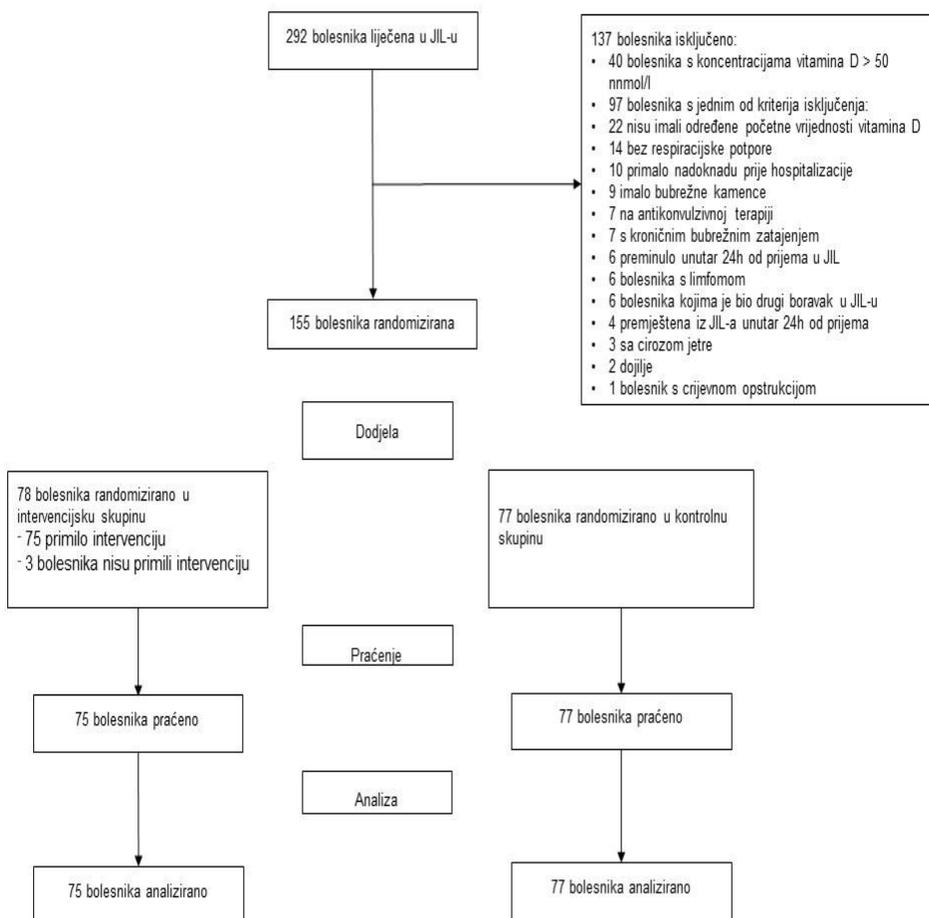 292 bolesnika liječena u JIL-u
137 bolesnika isključeno:
• 40 bolesnika s koncentracijama vitamina D > 50
nnmol/l
• 97 bolesnika s jednim od kriterija isključenja:
• 22 nisu imali određene početne vrijednosti vitamina D
• 14 bez respiracijske potpore
• 10 primalo nadoknadu prije hospitalizacije
• 9 imalo bubrežne kamence
• 7 na antikonvulzivnoj terapiji
• 7 s kroničnim bubrežnim zatajenjem
• 6 preminulo unutar 24h od prijema u JIL
• 6 bolesnika s limfomom
• 6 bolesnika kojima je bio drugi boravak u JIL-u
• 4 premještena iz JIL-a unutar 24h od prijema
• 3 sa cirozom jetre
• 2 dojilje
• 1 bolesnik s crijevnom opstrukcijom
155 bolesnika randomizirana
Dodjela
78 bolesnika randomizirano u
intervencijsku skupinu
- 75 primilo intervenciju
- 3 bolesnika nisu primili intervenciju
77 bolesnika randomizirano u kontrolnu
skupinu
Praćenje
75 bolesnika praćeno
77 bolesnika praćeno
Analiza
75 bolesnika analizirano
77 bolesnika analizirano